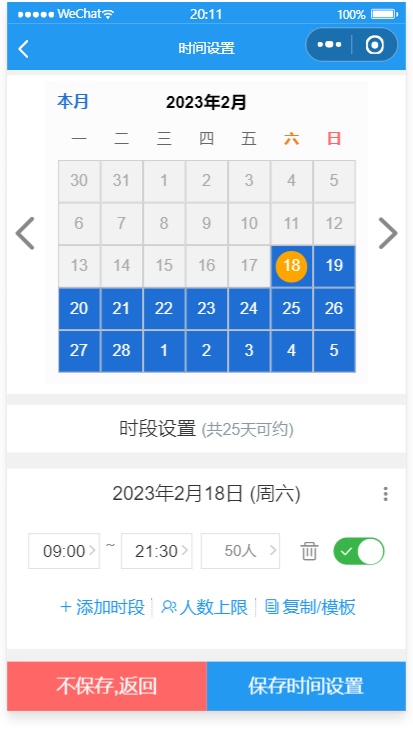 WeChat 20:11 100%
时间设置
本月 2023年2月
一 二 三 四 五 六 日
30 31 1 2 3 4 5
6 7 8 9 10 11 12
13 14 15 16 17 18 19
20 21 22 23 24 25 26
27 28 1 2 3 4 5
时段设置 (共25天可约)
2023年2月18日 (周六)
09:00 ~ 21:30 50人
添加时段 人数上限 复制/模板
不保存,返回 保存时间设置